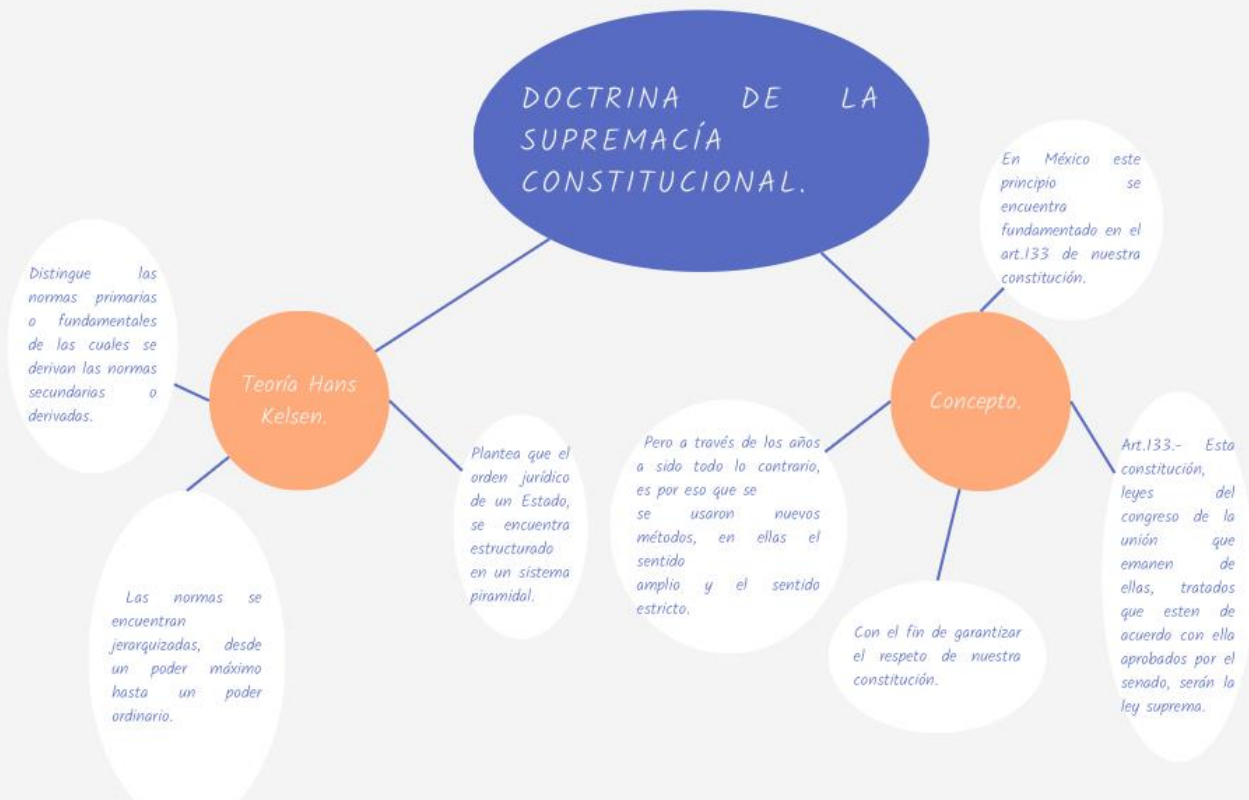 DOCTRINA DE LA
SUPREMACÍA
CONSTITUCIONAL.
En México este
principio se
encuentra
fundamentado en el
art.133 de nuestra
constitución.
Distingue las
normas primarias
o fundamentales
de las cuales se
derivan las normas
secundarias o
derivadas.
Teoría Hans
Kelsen.
Concepto.
Plantea que el
orden jurídico
de un Estado,
se encuentra
estructurado
en un sistema
piramidal.
Pero a través de los años
a sido todo lo contrario,
es por eso que se
se usaron nuevos
métodos, en ellas el
sentido
amplio y el sentido
estricto.
Art.133.- Esta
constitución,
leyes del
congreso de la
unión que
emanen de
ellas, tratados
que esten de
acuerdo con ella
aprobados por el
senado, serán la
ley suprema.
Las normas se
encuentran
jerarquizadas, desde
un poder máximo
hasta un poder
ordinario.
Con el fin de garantizar
el respeto de nuestra
constitución.